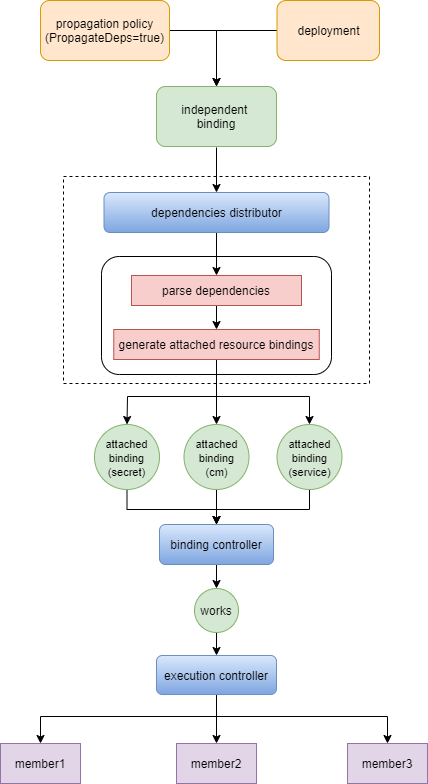 propagation policy
(PropagateDeps=true)
deployment
independent
binding
dependencies distributor
parse dependencies
generate attached resource bindings
attached
binding
(secret)
attached
binding
(cm)
attached
binding
(service)
binding controller
works
execution controller
member1
member2
member3